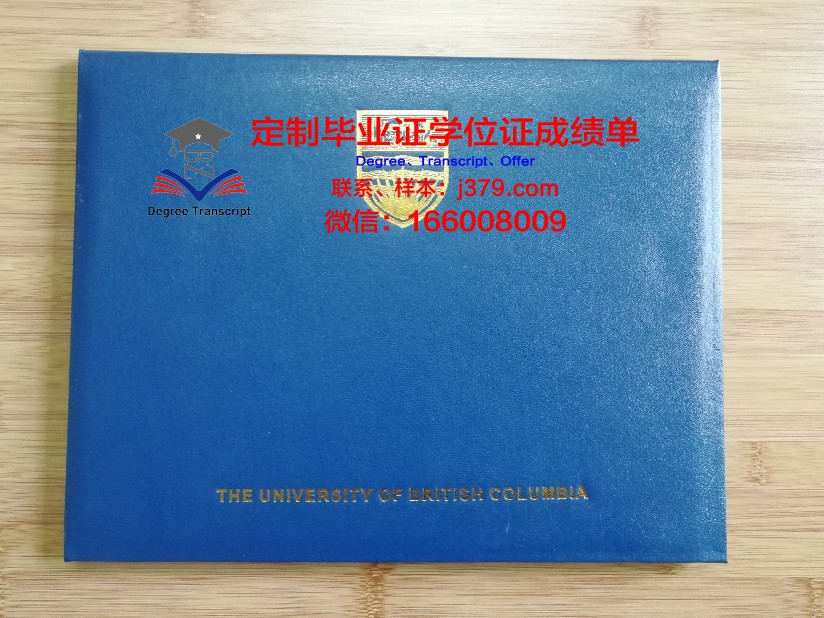 定制毕业证学位证成绩单
Degree、Transcript、Offer
联系、样本：j379.com
微信：166008009
Degree Transcript
THE UNIVERSITY OF BRITISH COLUMBIA